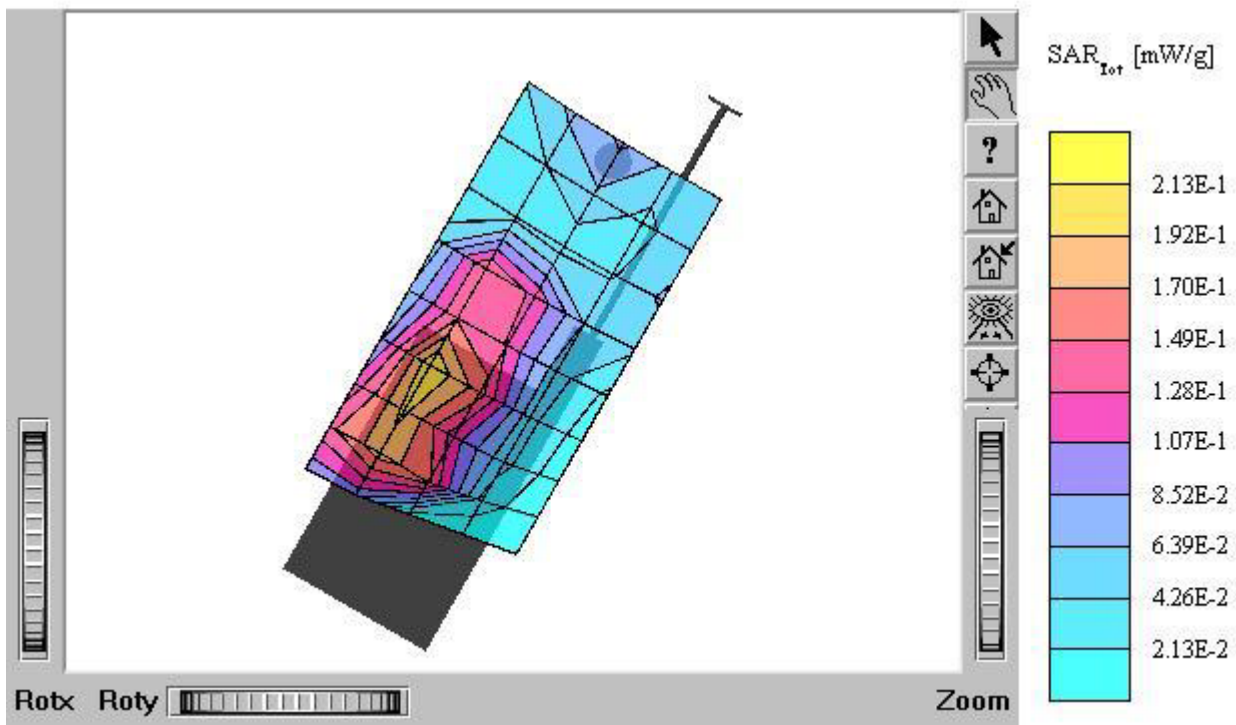 SARTot [mW/g]
?
2.13E-1
1.92E-1
1.70E-1
1.49E-1
1.28E-1
1.07E-1
8.52E-2
6.39E-2
4.26E-2
2.13E-2
Rotx Roty Zoom